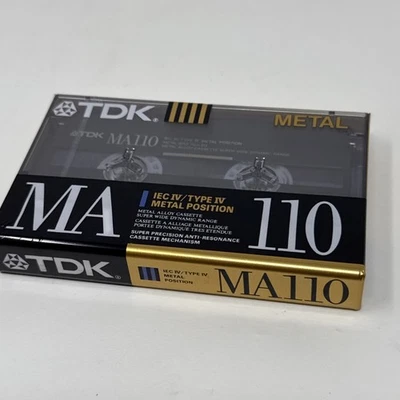 TDK. METAL
TDK MA110
MA 110
IEC IV/TYPE IV
METAL POSITION
METAL ALLOY CASSETTE
SUPER WIDE DYNAMIC RANGE
CASSETTE A ALLIAGE METALLIQUE
PORTEE DYNAMIQUE TRES ETENDUE
SUPER PRECISION ANTI-RESONANCE
CASSETTE MECHANISM
TDK® IEC IV/TYPE IV
METAL
POSITION
MA110